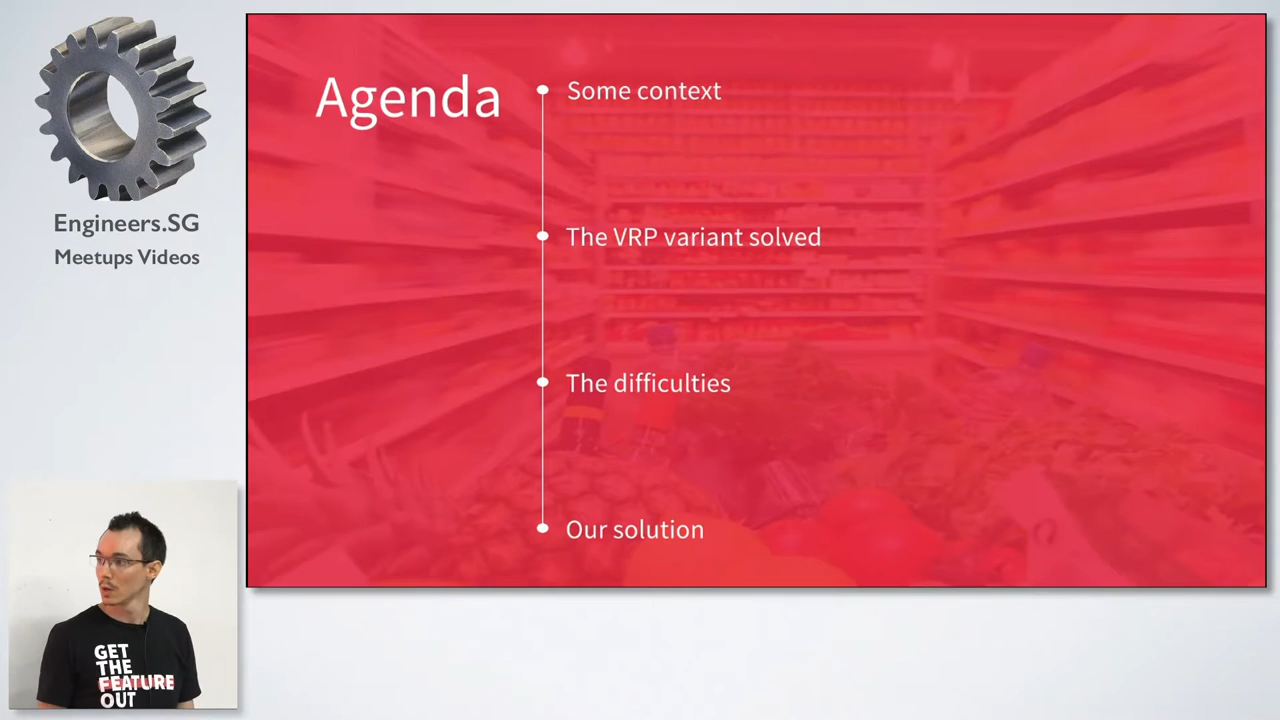 Engineers.SG
Meetups Videos
Agenda
Some context
The VRP variant solved
The difficulties
Our solution
GET
THE
FEATURE
OUT